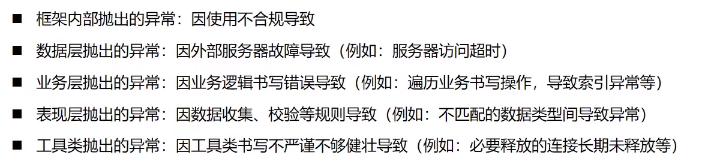 ■ 框架内部抛出的异常：因使用不合规导致
■ 数据层抛出的异常：因外部服务器故障导致（例如：服务器访问超时）
■ 业务层抛出的异常：因业务逻辑书写错误导致（例如：遍历业务书写操作，导致索引异常等）
■ 表现层抛出的异常：因数据收集、校验等规则导致（例如：不匹配的数据类型间导致异常）
■ 工具类抛出的异常：因工具类书写不严谨不够健壮导致（例如：必要释放的连接长期未释放等）